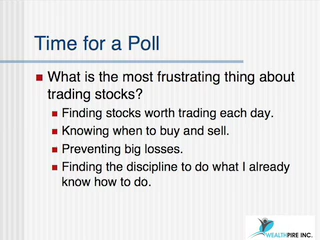 Time for a Poll
What is the most frustrating thing about
trading stocks?
Finding stocks worth trading each day.
Knowing when to buy and sell.
Preventing big losses.
Finding the discipline to do what I already
know how to do.
WEALTHPIRE INC.